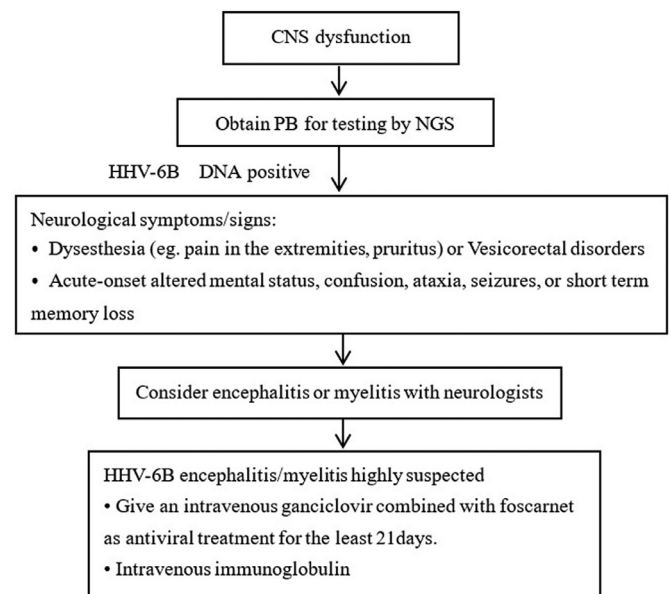 CNS dysfunction
Obtain PB for testing by NGS
HHV-6B DNA positive
Neurological symptoms/signs:
• Dysesthesia (eg. pain in the extremities, pruritus) or Vesicorectal disorders
• Acute-onset altered mental status, confusion, ataxia, seizures, or short term
memory loss
Consider encephalitis or myelitis with neurologists
HHV-6B encephalitis/myelitis highly suspected
• Give an intravenous ganciclovir combined with foscarnet
as antiviral treatment for the least 21days.
• Intravenous immunoglobulin